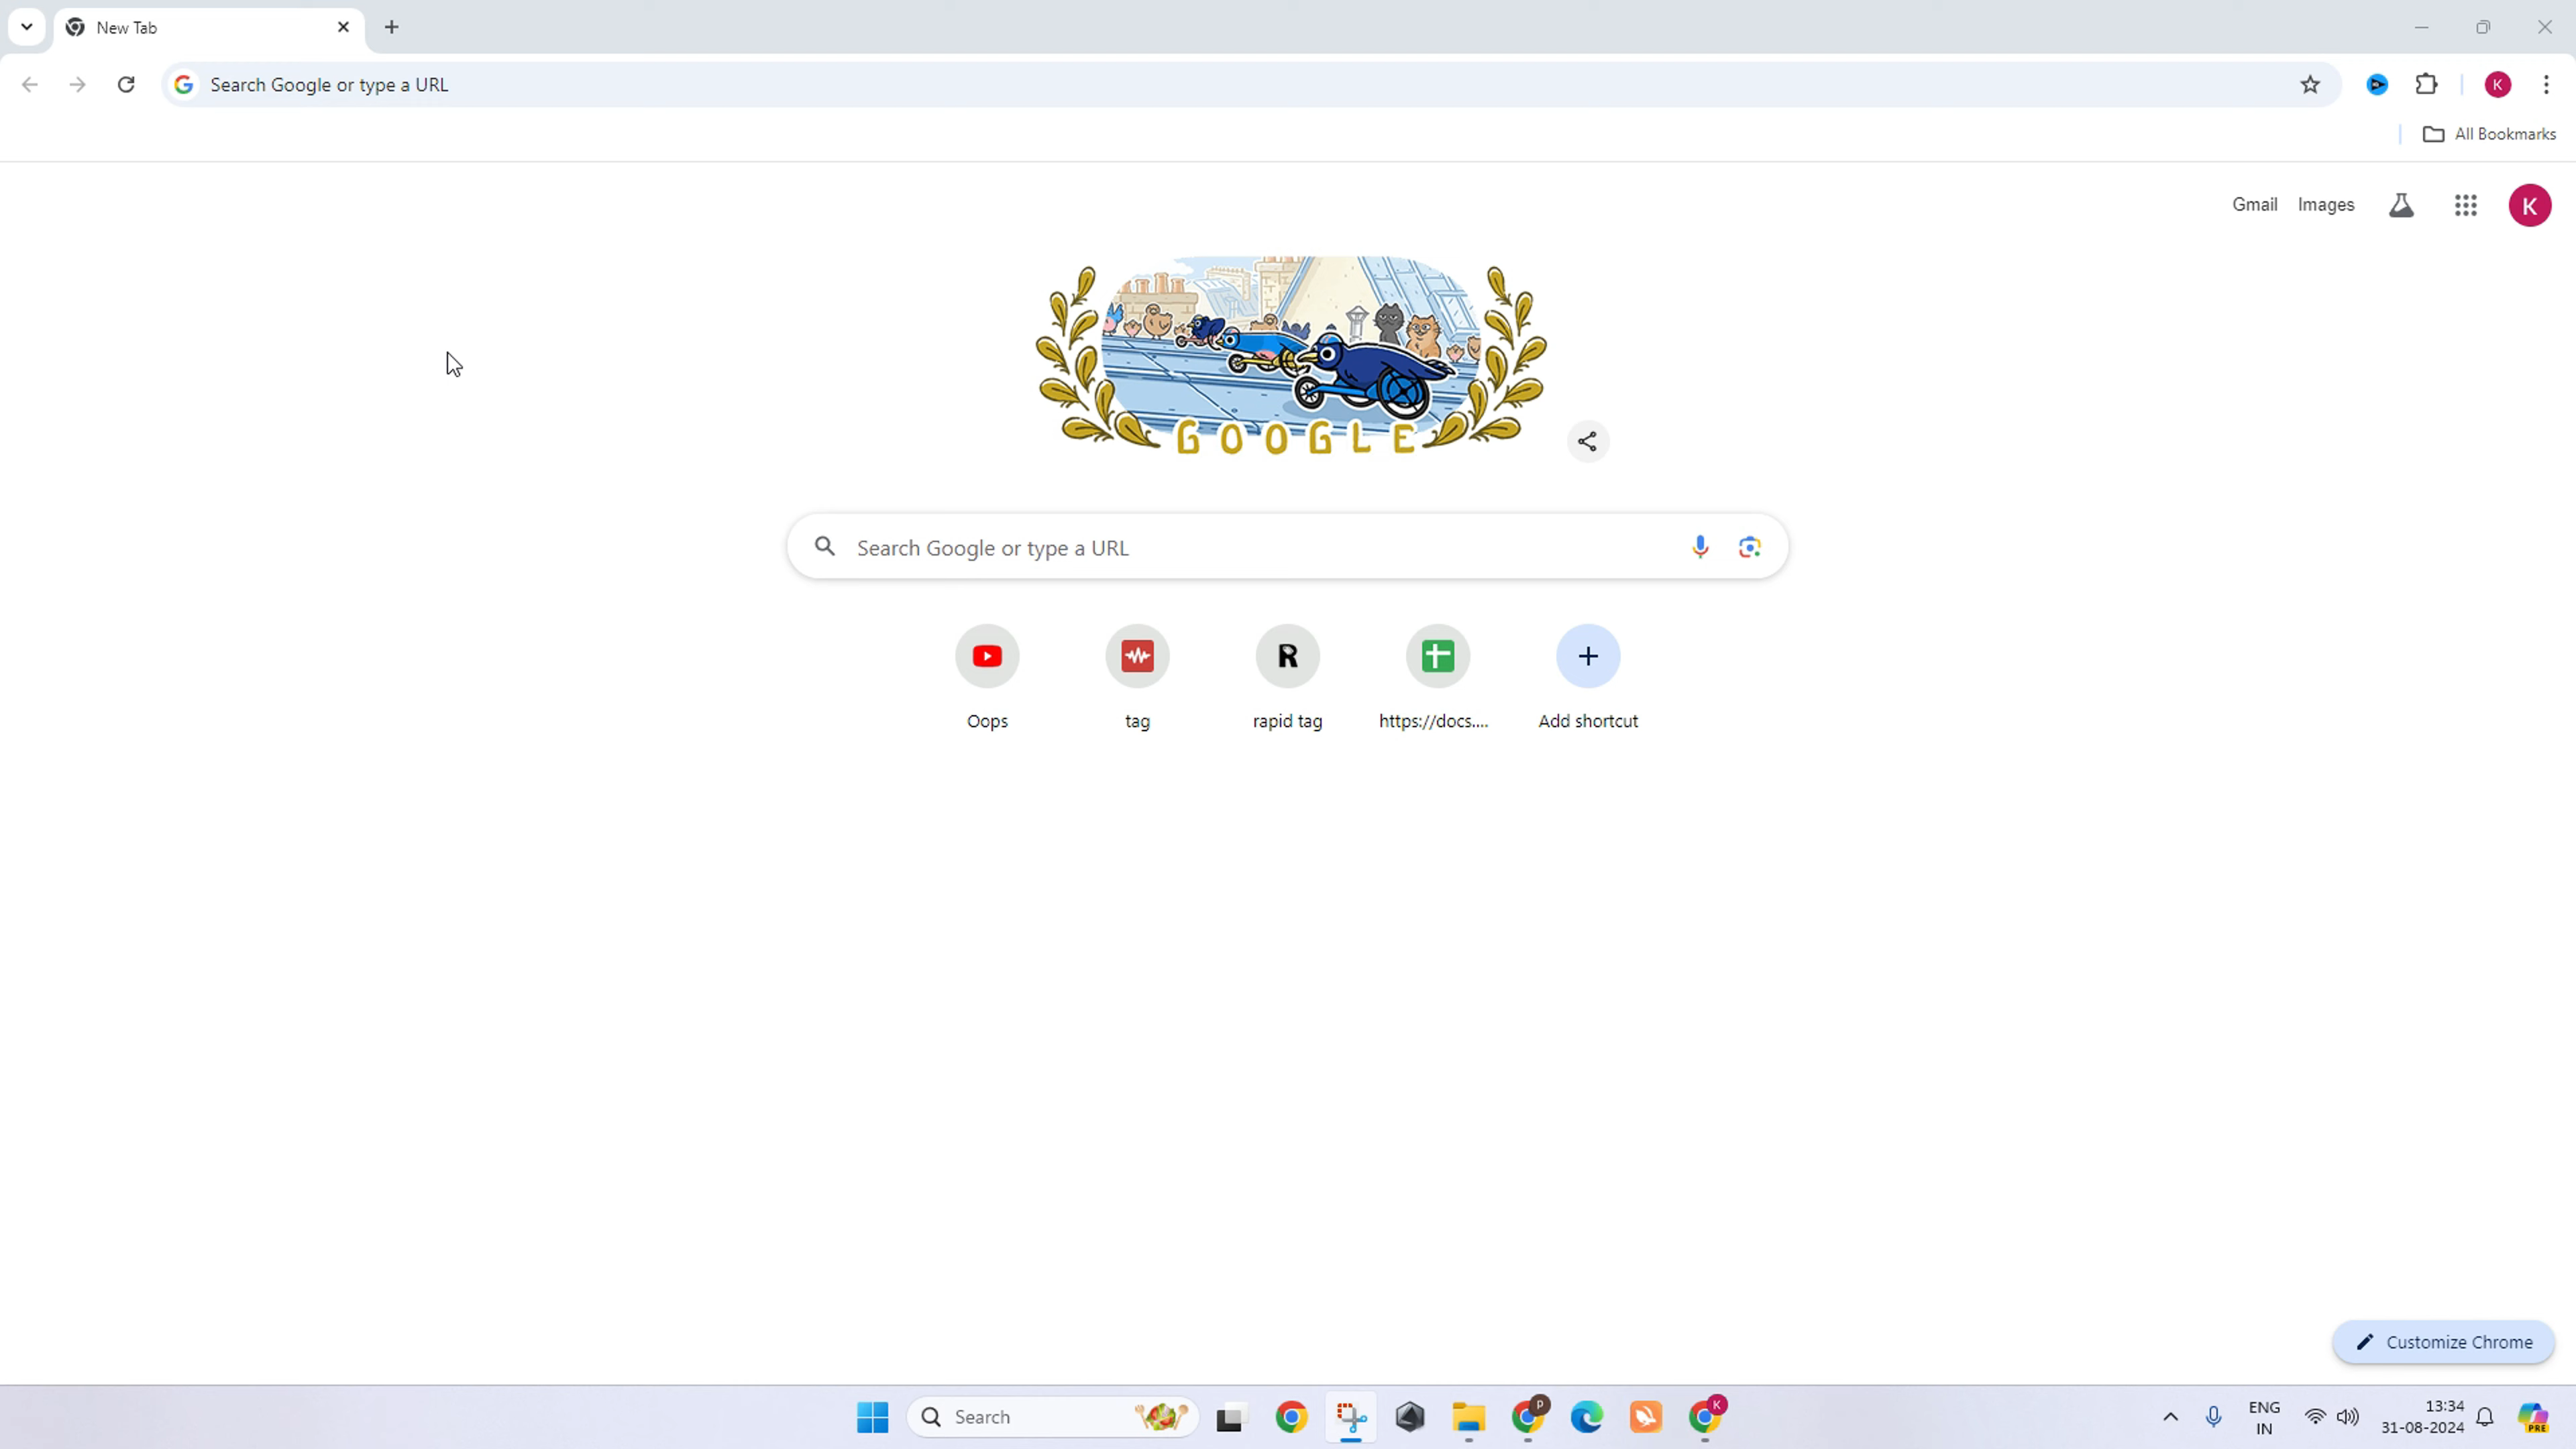 New Tab
Search Google or type a URL
All Bookmarks
K
Gmail Images
K
GOOGLE
Search Google or type a URL
Oops tag R rapid tag https://docs.... Add shortcut
Customize Chrome
Search
P
K
ENG
IN
13:34
31-08-2024
PRE